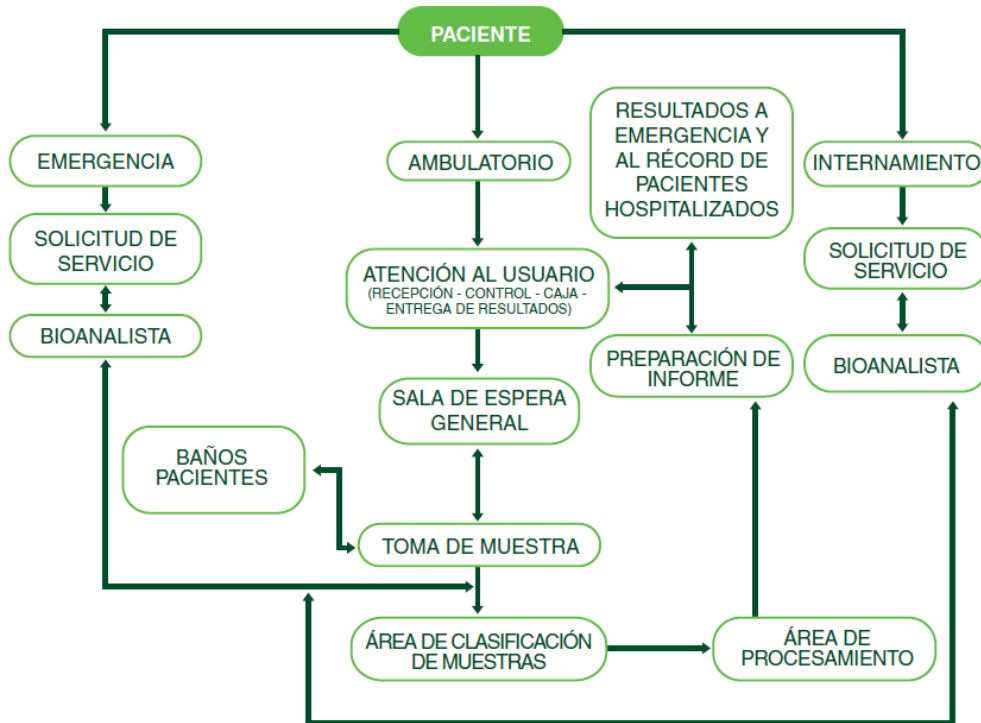 PACIENTE
EMERGENCIA
SOLICITUD DE
SERVICIO
BIOANALISTA
AMBULATORIO
ATENCIÓN AL USUARIO
(RECEPCIÓN - CONTROL - CAJA -
ENTREGA DE RESULTADOS)
SALA DE ESPERA
GENERAL
BAÑOS
PACIENTES
TOMA DE MUESTRA
ÁREA DE CLASIFICACIÓN
DE MUESTRAS
ÁREA DE
PROCESAMIENTO
PREPARACIÓN DE
INFORME
RESULTADOS A
EMERGENCIA Y
AL RÉCORD DE
PACIENTES
HOSPITALIZADOS
INTERNAMIENTO
SOLICITUD DE
SERVICIO
BIOANALISTA